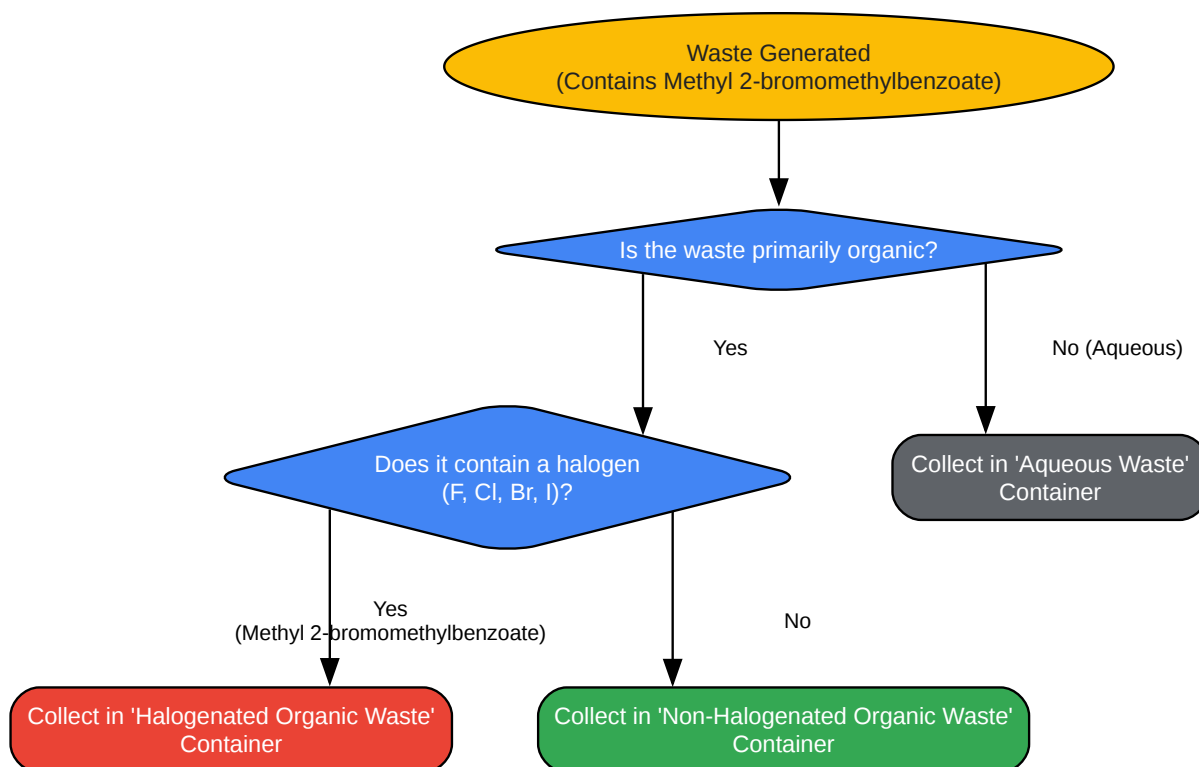 Waste Generated
(Contains Methyl 2-bromomethylbenzoate)
Is the waste primarily organic?
Yes
No (Aqueous)
Does it contain a halogen
(F, Cl, Br, I)?
Collect in 'Aqueous Waste'
Container
Yes
(Methyl 2-bromomethylbenzoate)
No
Collect in 'Halogenated Organic Waste'
Container
Collect in 'Non-Halogenated Organic Waste'
Container